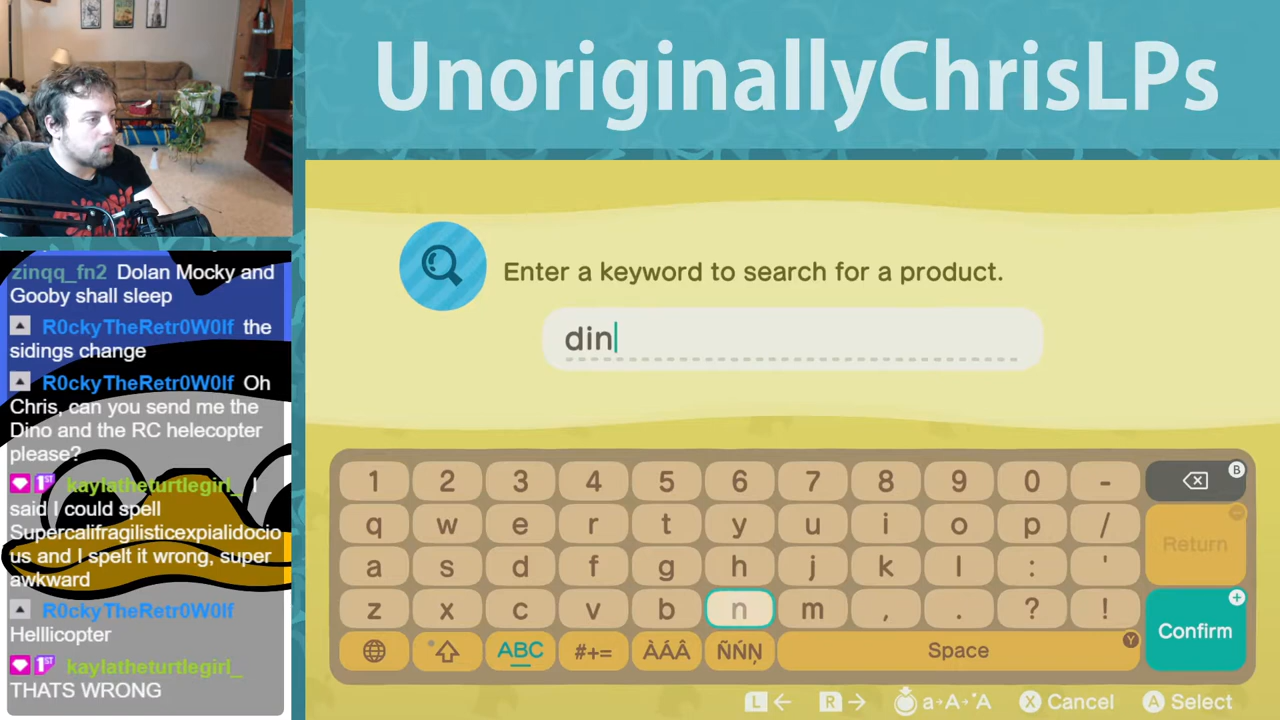 UnoriginallyChrisLPs
zinqq_fn2 Dolan Mocky and
Gooby shall sleep
R0ckyTheRetr0W0lf the
sidings change
R0ckyTheRetr0W0lf Oh
Chris, can you send me the
Dino and the RC helecopter
please?
1ST kaylatheturtlegirl_ I
said I could spell
Supercalifragilisticexpialidocio
us and I spelt it wrong, super
awkward
R0ckyTheRetr0W0lf
Helllicopter
1ST kaylatheturtlegirl_
THATS WRONG
Enter a keyword to search for a product.
din
1 2 3 4 5 6 7 8 9 0 - B
q w e r t y u i o p / Return
a s d f g h j k l : '
z x c v b n m , . ? ! + Confirm
ABC #+= ÀÁÂ ÑŃŅ Space Y
L ← R → a→A→•A X Cancel A Select